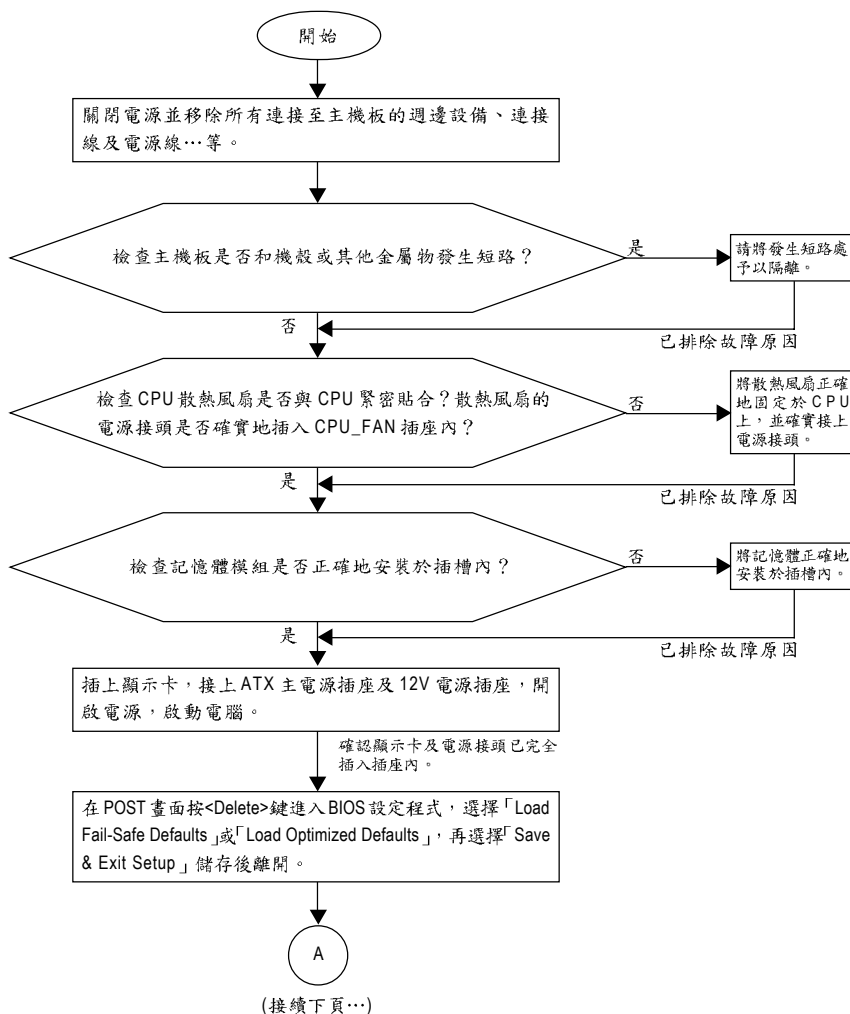 開始
關閉電源並移除所有連接至主機板的週邊設備、連接
線及電源線…等。
檢查主機板是否和機殼或其他金屬物發生短路？
是
請將發生短路處
予以隔離。
否
已排除故障原因
檢查 CPU 散熱風扇是否與 CPU 緊密貼合？散熱風扇的
電源接頭是否確實地插入 CPU_FAN 插座內？
否
將散熱風扇正確
地固定於 CPU
上，並確實接上
電源接頭。
是
已排除故障原因
檢查記憶體模組是否正確地安裝於插槽內？
否
將記憶體正確地
安裝於插槽內。
是
已排除故障原因
插上顯示卡，接上 ATX 主電源插座及 12V 電源插座，開
啟電源，啟動電腦。
確認顯示卡及電源接頭已完全
插入插座內。
在 POST 畫面按<Delete>鍵進入 BIOS 設定程式，選擇「Load
Fail-Safe Defaults」或「Load Optimized Defaults」，再選擇「Save
& Exit Setup」儲存後離開。
A
(接續下頁…)